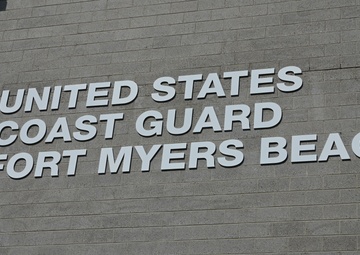 UNITED STATES
COAST GUARD
FORT MYERS BEAC